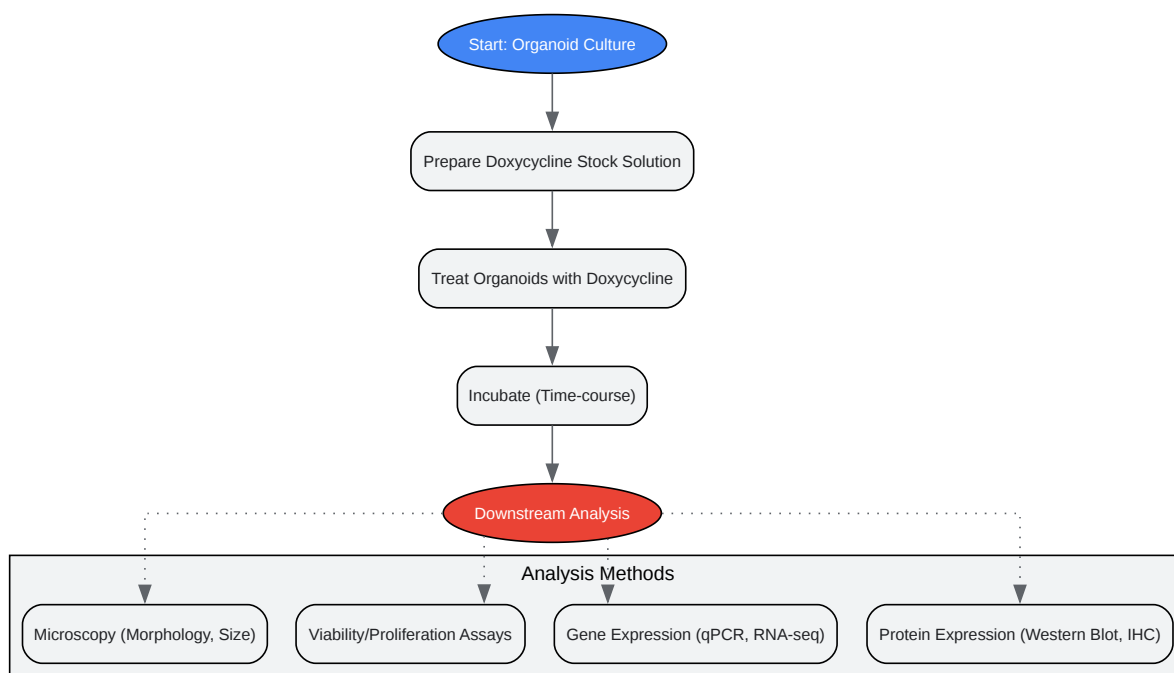 Start: Organoid Culture
Prepare Doxycycline Stock Solution
Treat Organoids with Doxycycline
Incubate (Time-course)
Downstream Analysis
Analysis Methods
Microscopy (Morphology, Size)
Viability/Proliferation Assays
Gene Expression (qPCR, RNA-seq)
Protein Expression (Western Blot, IHC)